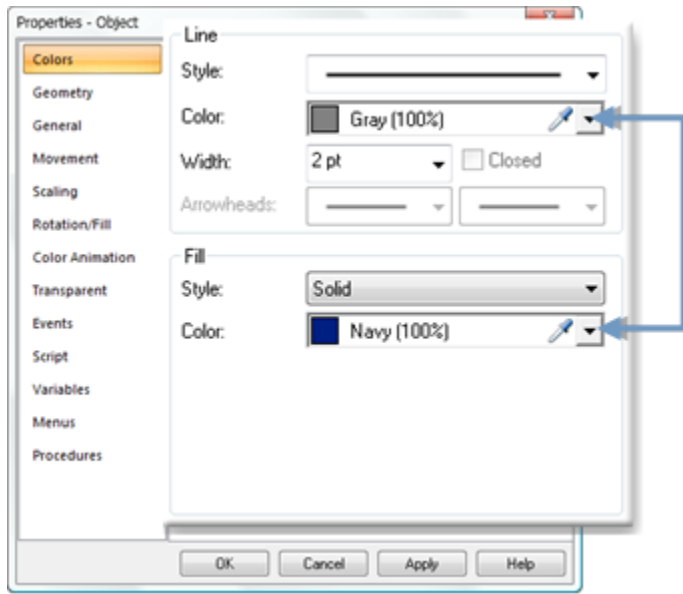 Properties - Object
Colors
Geometry
General
Movement
Scaling
Rotation/Fill
Color Animation
Transparent
Events
Script
Variables
Menus
Procedures
Line
Style:
Color: Gray (100%)
Width: 2 pt Closed
Arrowheads:
Fill
Style: Solid
Color: Navy (100%)
OK Cancel Apply Help